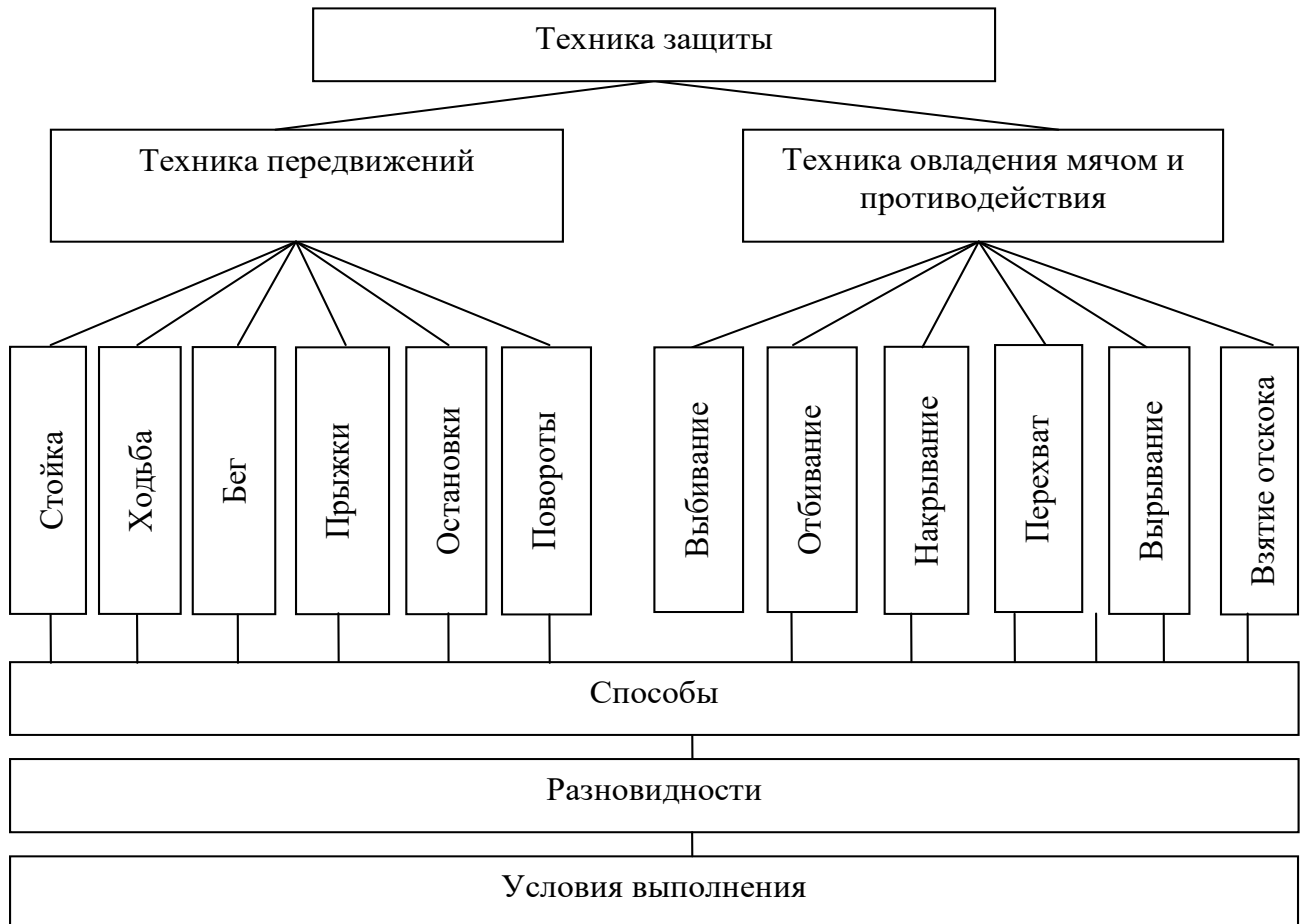 Техника защиты
Техника передвижений
Техника овладения мячом и
противодействия
Стойка
Ходьба
Бег
Прыжки
Остановки
Повороты
Выбивание
Отбивание
Накрывание
Перехват
Вырывание
Взятие отскока
Способы
Разновидности
Условия выполнения